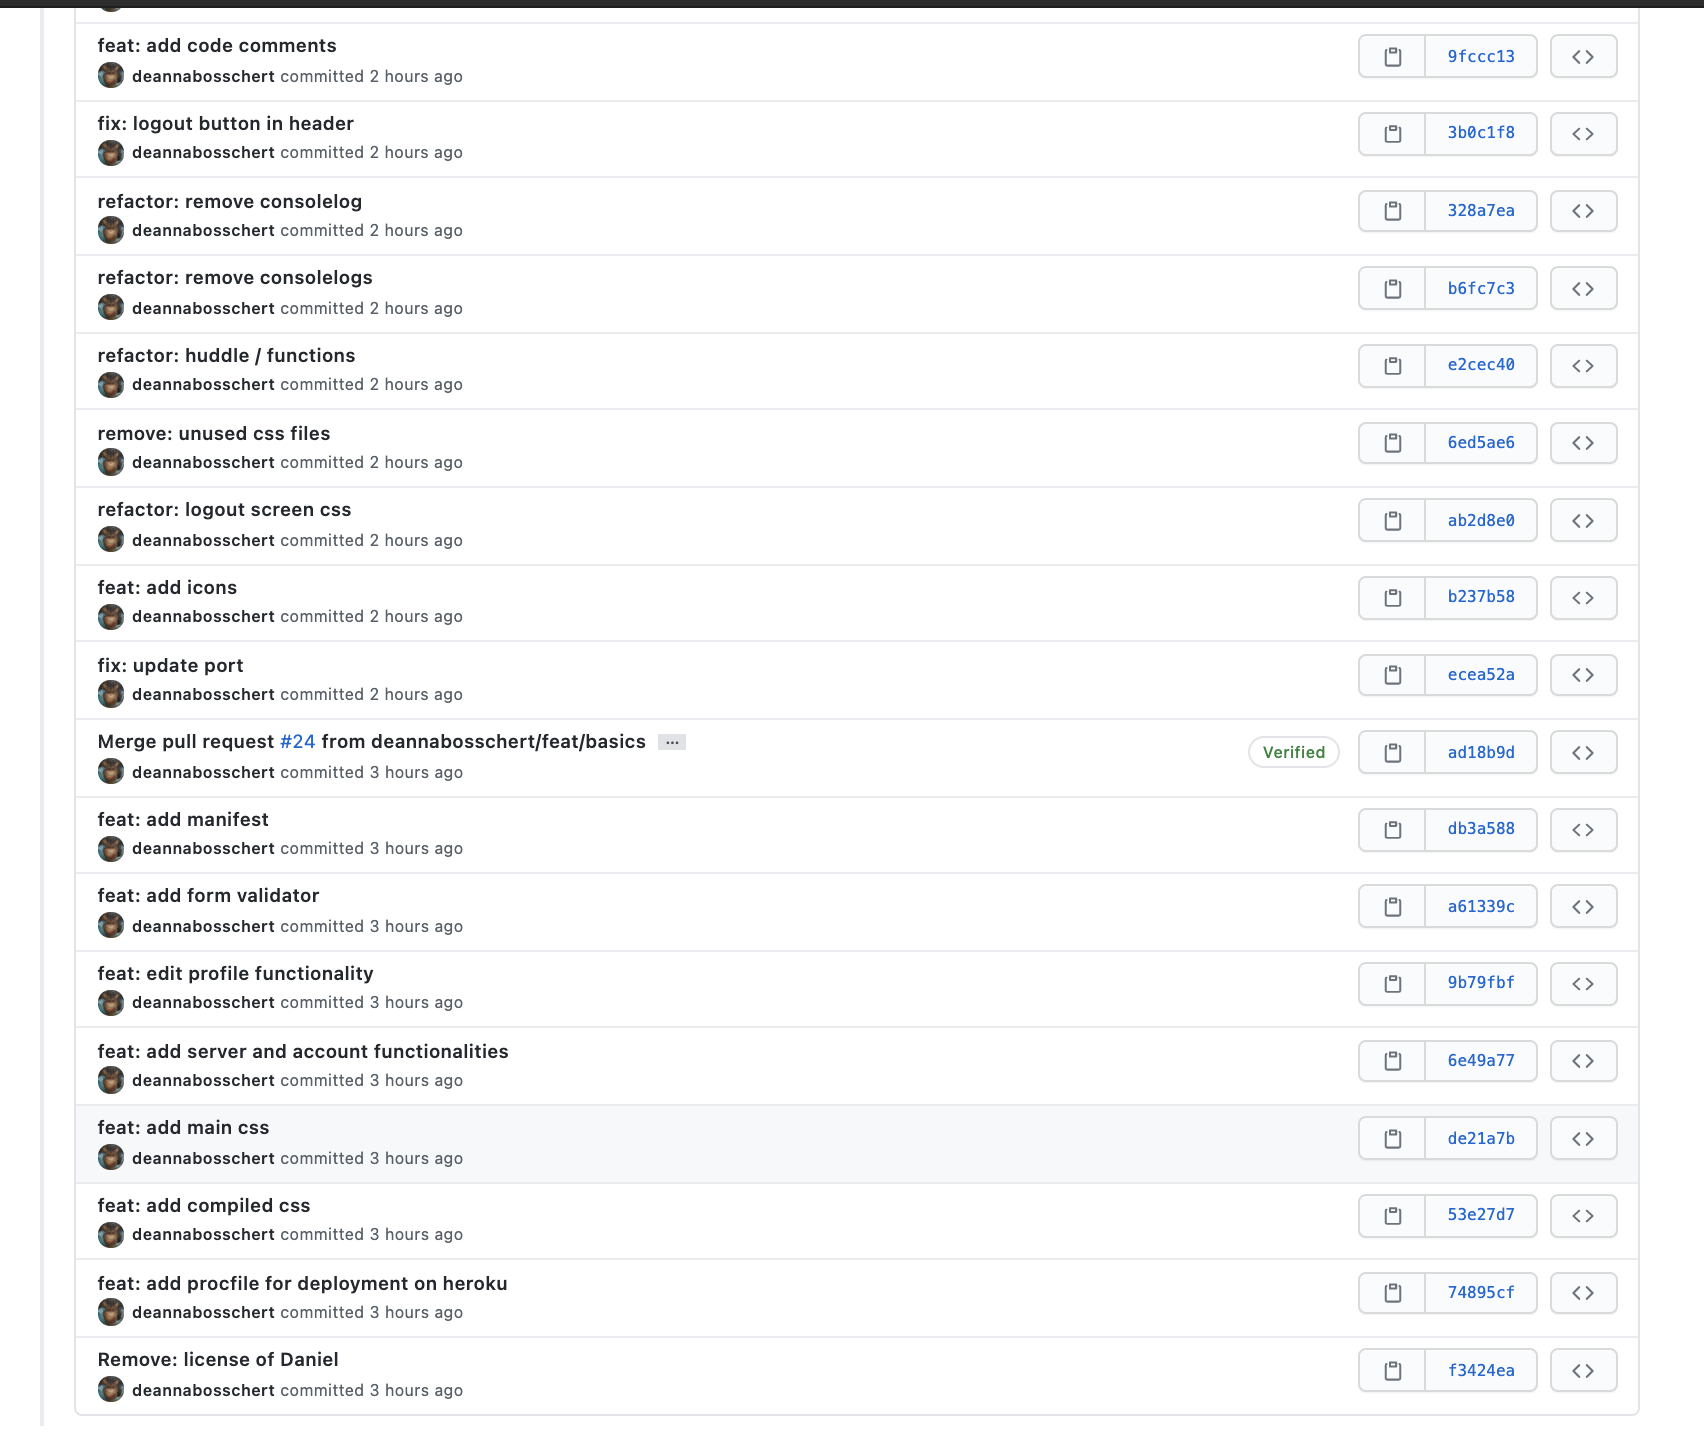 feat: add code comments
deannabosschert committed 2 hours ago
9fccc13
fix: logout button in header
deannabosschert committed 2 hours ago
3b0c1f8
refactor: remove consolelog
deannabosschert committed 2 hours ago
328a7ea
refactor: remove consolelogs
deannabosschert committed 2 hours ago
b6fc7c3
refactor: huddle / functions
deannabosschert committed 2 hours ago
e2cec40
remove: unused css files
deannabosschert committed 2 hours ago
6ed5ae6
refactor: logout screen css
deannabosschert committed 2 hours ago
ab2d8e0
feat: add icons
deannabosschert committed 2 hours ago
b237b58
fix: update port
deannabosschert committed 2 hours ago
ecea52a
Merge pull request #24 from deannabosschert/feat/basics ...
deannabosschert committed 3 hours ago
Verified
ad18b9d
feat: add manifest
deannabosschert committed 3 hours ago
db3a588
feat: add form validator
deannabosschert committed 3 hours ago
a61339c
feat: edit profile functionality
deannabosschert committed 3 hours ago
9b79fbf
feat: add server and account functionalities
deannabosschert committed 3 hours ago
6e49a77
feat: add main css
deannabosschert committed 3 hours ago
de21a7b
feat: add compiled css
deannabosschert committed 3 hours ago
53e27d7
feat: add procfile for deployment on heroku
deannabosschert committed 3 hours ago
74895cf
Remove: license of Daniel
deannabosschert committed 3 hours ago
f3424ea